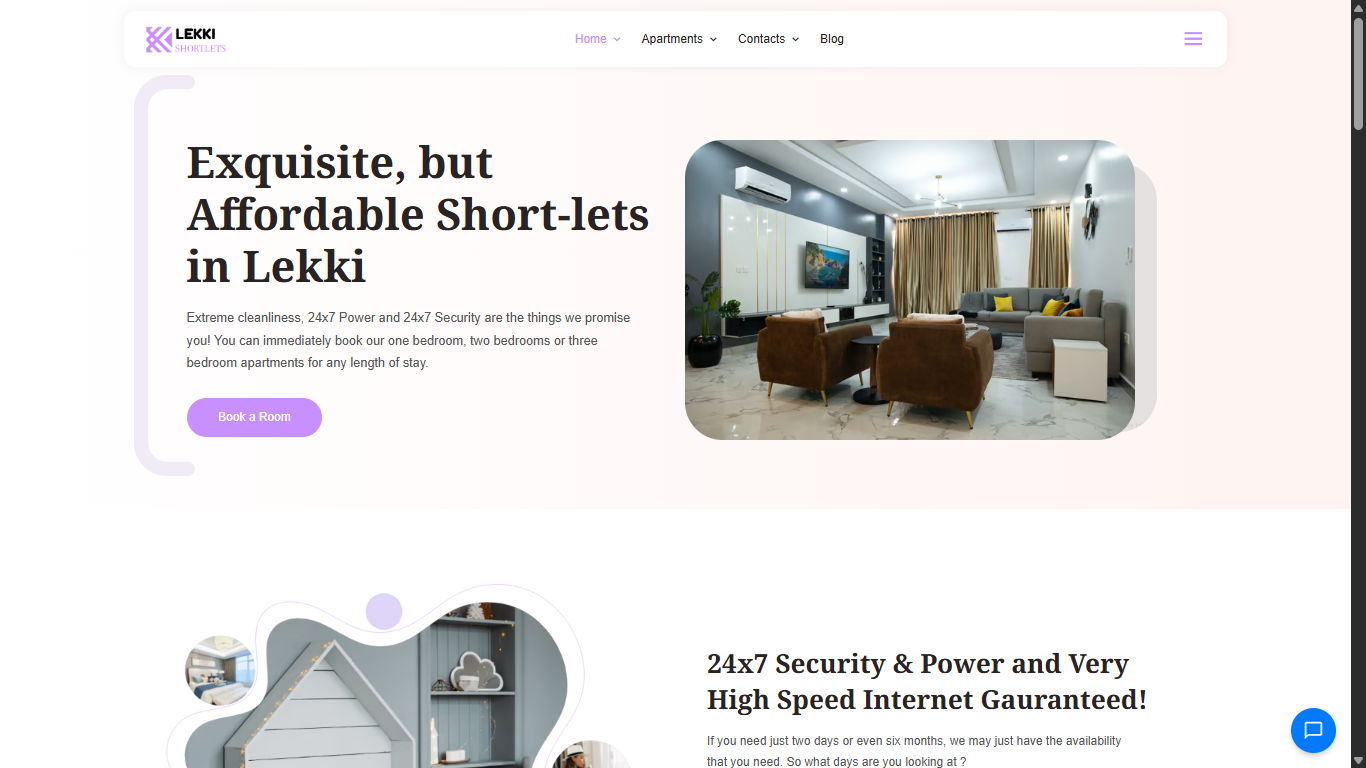 LEKKI
SHORTLETS
Home
Apartments
Contacts
Blog
Exquisite, but
Affordable Short-lets
in Lekki
Extreme cleanliness, 24x7 Power and 24x7 Security are the things we promise
you! You can immediately book our one bedroom, two bedrooms or three
bedroom apartments for any length of stay.
Book a Room
24x7 Security & Power and Very
High Speed Internet Gauranteed!
If you need just two days or even six months, we may just have the availability
that you need. So what days are you looking at ?